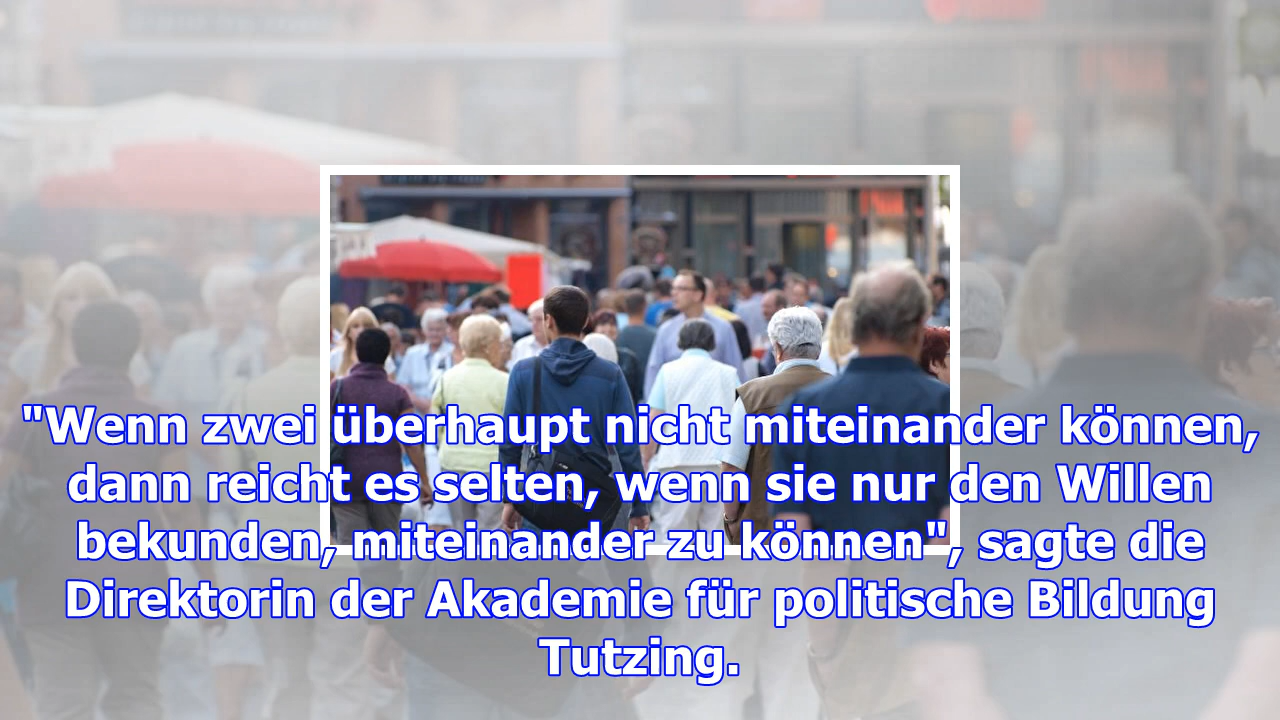 "Wenn zwei überhaupt nicht miteinander können,
dann reicht es selten, wenn sie nur den Willen
bekunden, miteinander zu können", sagte die
Direktorin der Akademie für politische Bildung
Tutzing.